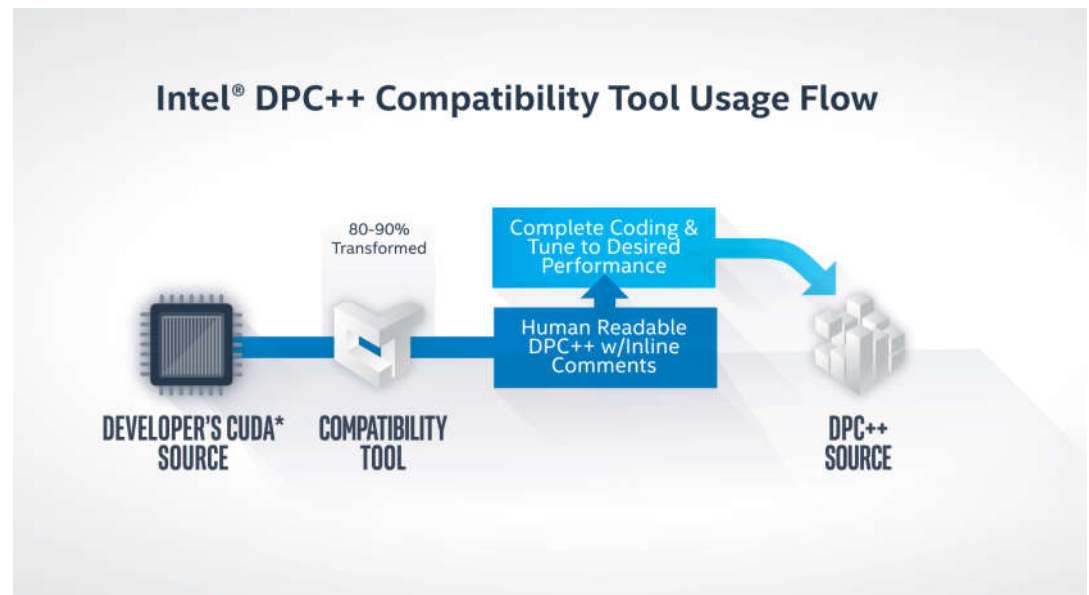 Intel® DPC++ Compatibility Tool Usage Flow
80-90%
Transformed
Complete Coding &
Tune to Desired
Performance
Human Readable
DPC++ w/Inline
Comments
DEVELOPER'S CUDA*
SOURCE
COMPATIBILITY
TOOL
DPC++
SOURCE